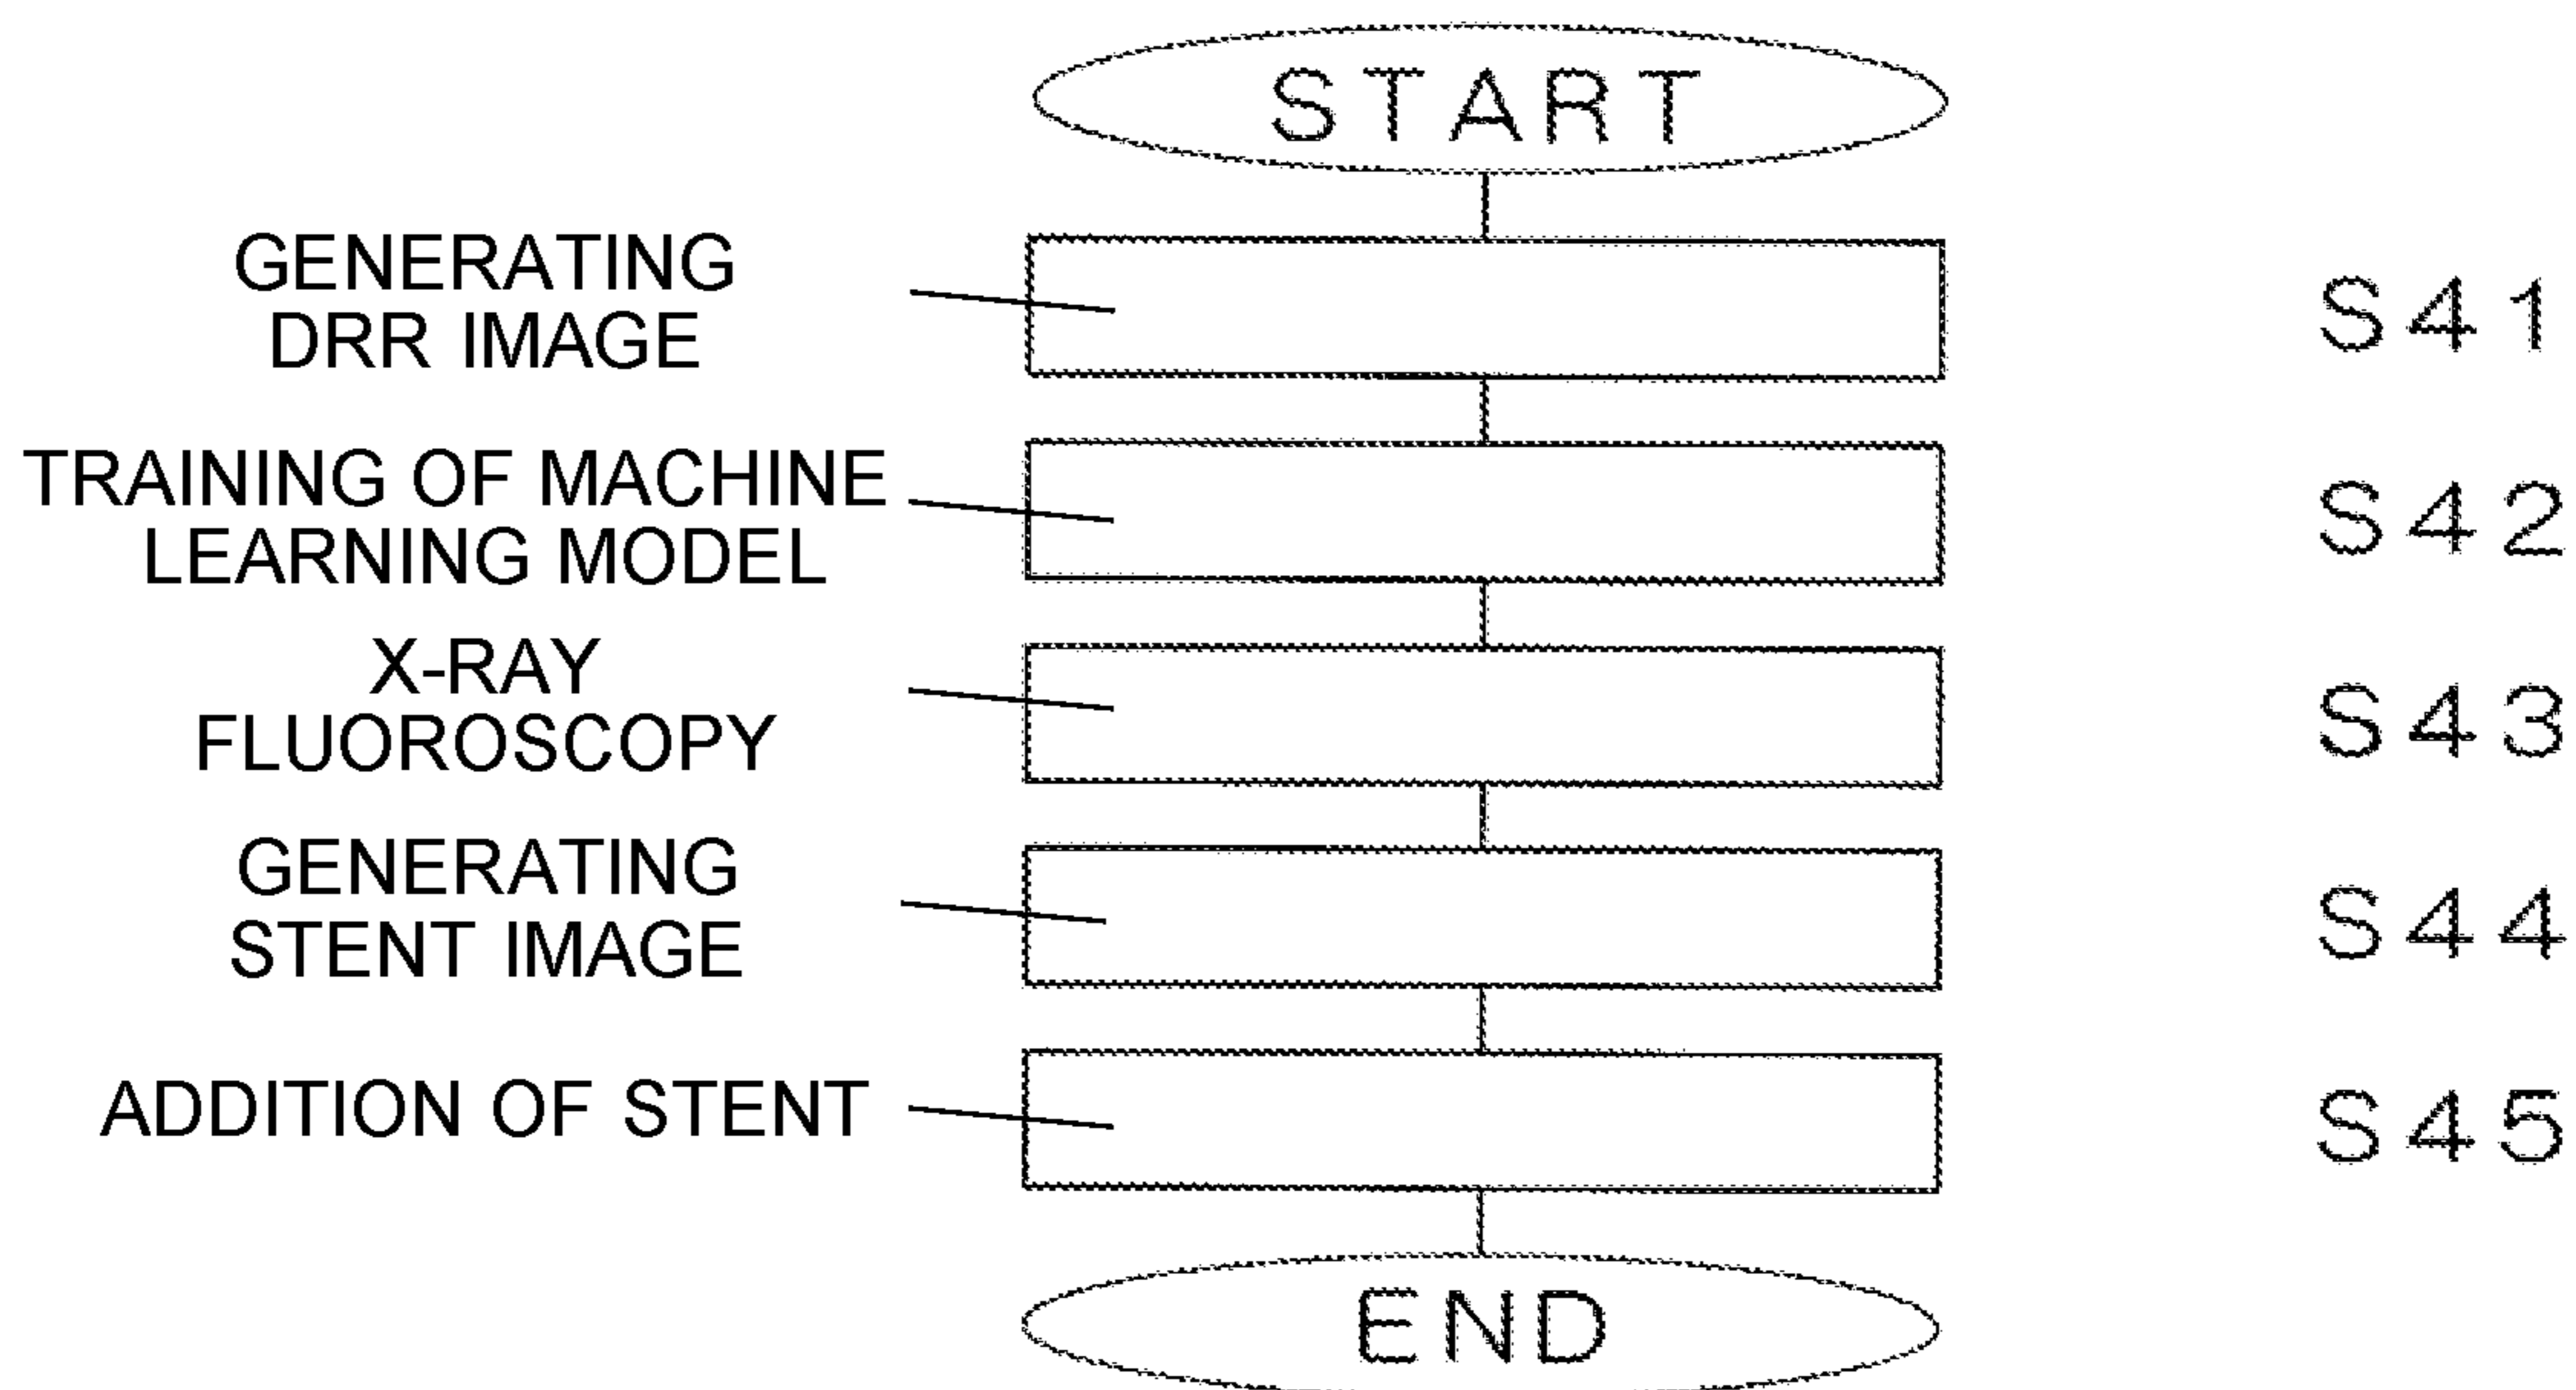 START
GENERATING
DRR IMAGE
S41
TRAINING OF MACHINE
LEARNING MODEL
S42
X-RAY
FLUOROSCOPY
S43
GENERATING
STENT IMAGE
S44
ADDITION OF STENT
S45
END